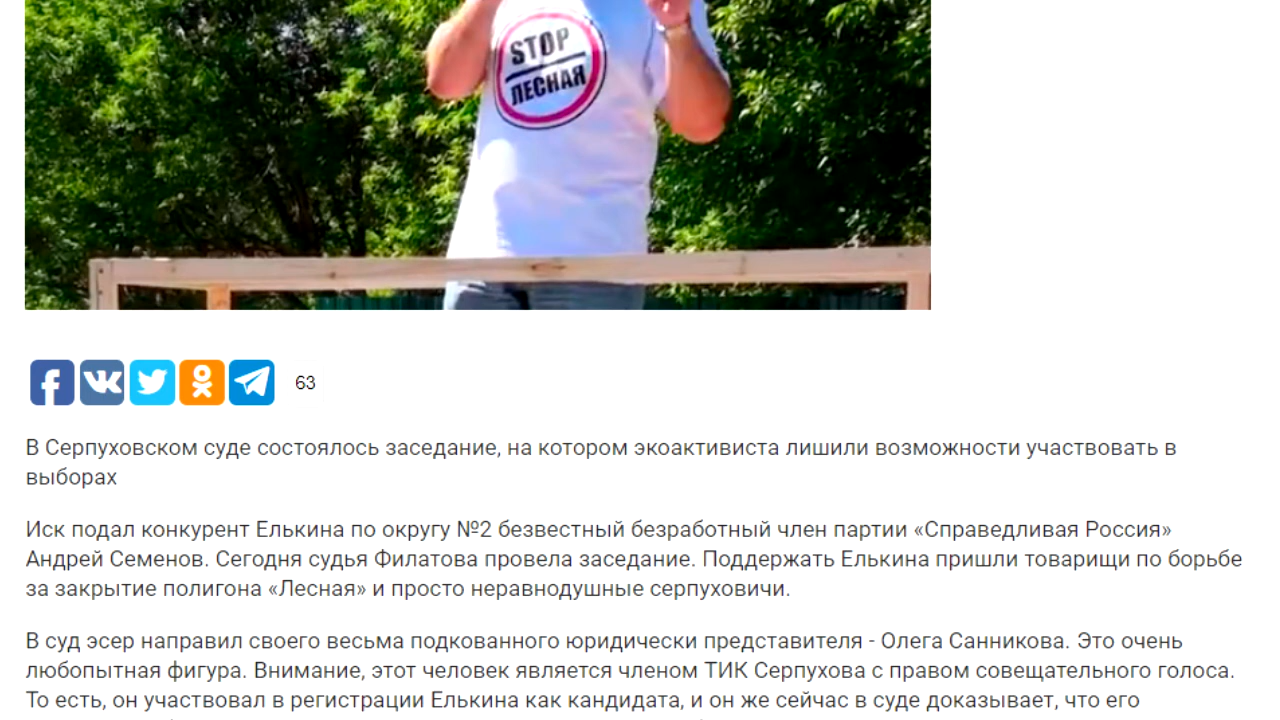 STOP
ЛЕСНАЯ
63
В Серпуховском суде состоялось заседание, на котором экоактивиста лишили возможности участвовать в
выборах
Иск подал конкурент Елькина по округу №2 безвестный безработный член партии «Справедливая Россия»
Андрей Семенов. Сегодня судья Филатова провела заседание. Поддержать Елькина пришли товарищи по борьбе
за закрытие полигона «Лесная» и просто неравнодушные серпуховичи.
В суд эсер направил своего весьма подкованного юридически представителя - Олега Санникова. Это очень
любопытная фигура. Внимание, этот человек является членом ТИК Серпухова с правом совещательного голоса.
То есть, он участвовал в регистрации Елькина как кандидата, и он же сейчас в суде доказывает, что его